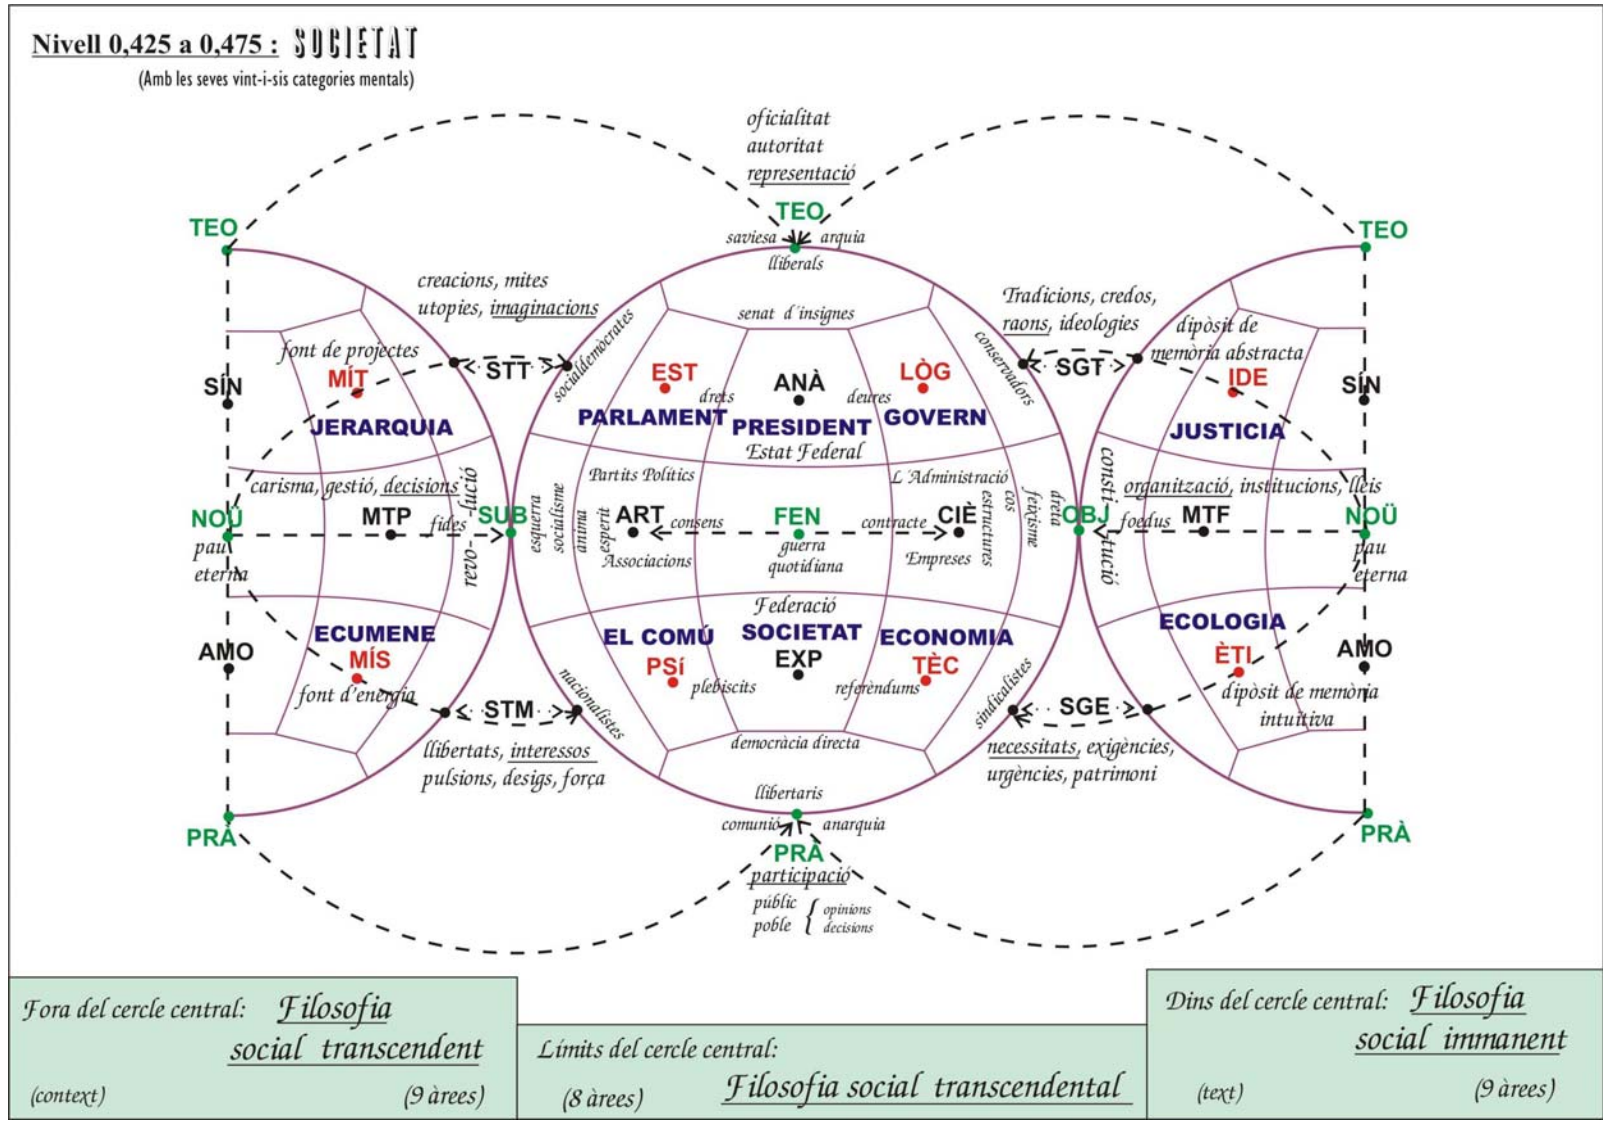 Nivell 0,425 a 0,475 : SOCIETAT
(Amb les seves vint-i-sis categories mentals)
oficialitat
autoritat
representació
TEO
TEO
TEO
saviesa
arquia
lliberals
creacions, mites
utopies, imaginacions
Tradicions, credos,
raons, ideologies
senat d´insignes
font de projectes
dipòsit de
memòria abstracta
STT
socialdemòcrates
conservadors
SGT
SÍN
MÍT
EST
ANÀ
LÒG
IDE
SÍN
drets
deures
JERARQUIA
PARLAMENT
PRESIDENT
GOVERN
JUSTICIA
Estat Federal
carisma, gestió, decisions
revo- -lució
Partits Polítics
L´Administració
consti -tució
organització, institucions, lleis
NOÜ
MTP
fides
SUB
esquerra
socialisme
anima
esperit
ART
consens
FEN
contracte
CIÈ
estructures
cos
feixisme
dreta
OBJ
foedus
MTF
NOÜ
pau
eterna
Associacions
guerra
quotidiana
Empreses
pau
eterna
Federació
ECUMENE
EL COMÚ
SOCIETAT
ECONOMIA
ECOLOGIA
AMO
MÍS
PSí
EXP
TÈC
ÈTI
AMO
font d'energia
plebiscits
referèndums
dipòsit de memòria
intuitiva
STM
nacionalistes
sindicalistes
SGE
llibertats, interessos
pulsions, desigs, força
democràcia directa
necessitats, exigències,
urgències, patrimoni
llibertaris
comunió
anarquia
PRÀ
PRÀ
PRÀ
participació
públic
poble
{ opinions
decisions
Fora del cercle central: Filosofia
social transcendent
(context)
(9 àrees)
Límits del cercle central:
(8 àrees)
Filosofia social transcendental
Dins del cercle central: Filosofia
social immanent
(text)
(9 àrees)